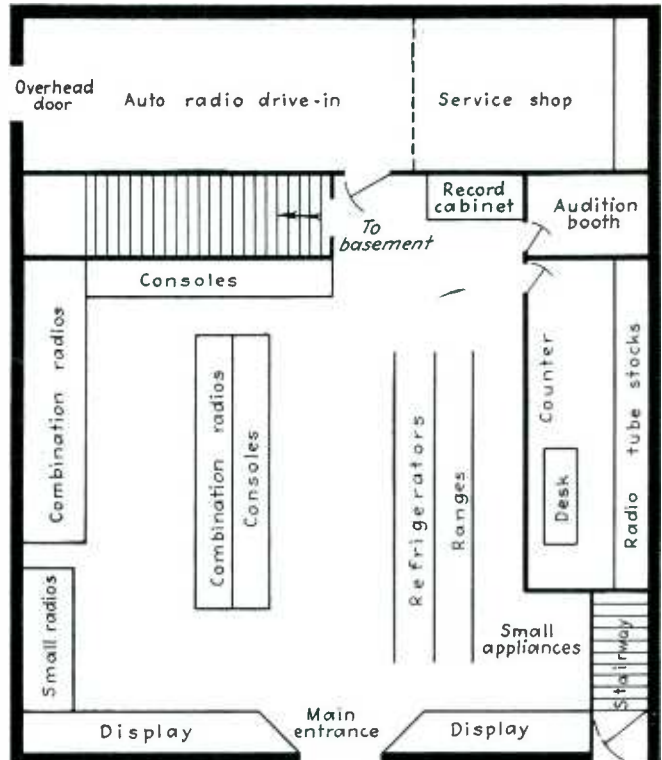 Overhead
door
Auto radio drive-in
Service shop
Record
cabinet
Audition
booth
To
basement
Consoles
Combination radios
Combination radios
Consoles
Refrigerators
Ranges
Counter
Desk
Radio tube stocks
Small radios
Small
appliances
Stairway
Display
Main
entrance
Display